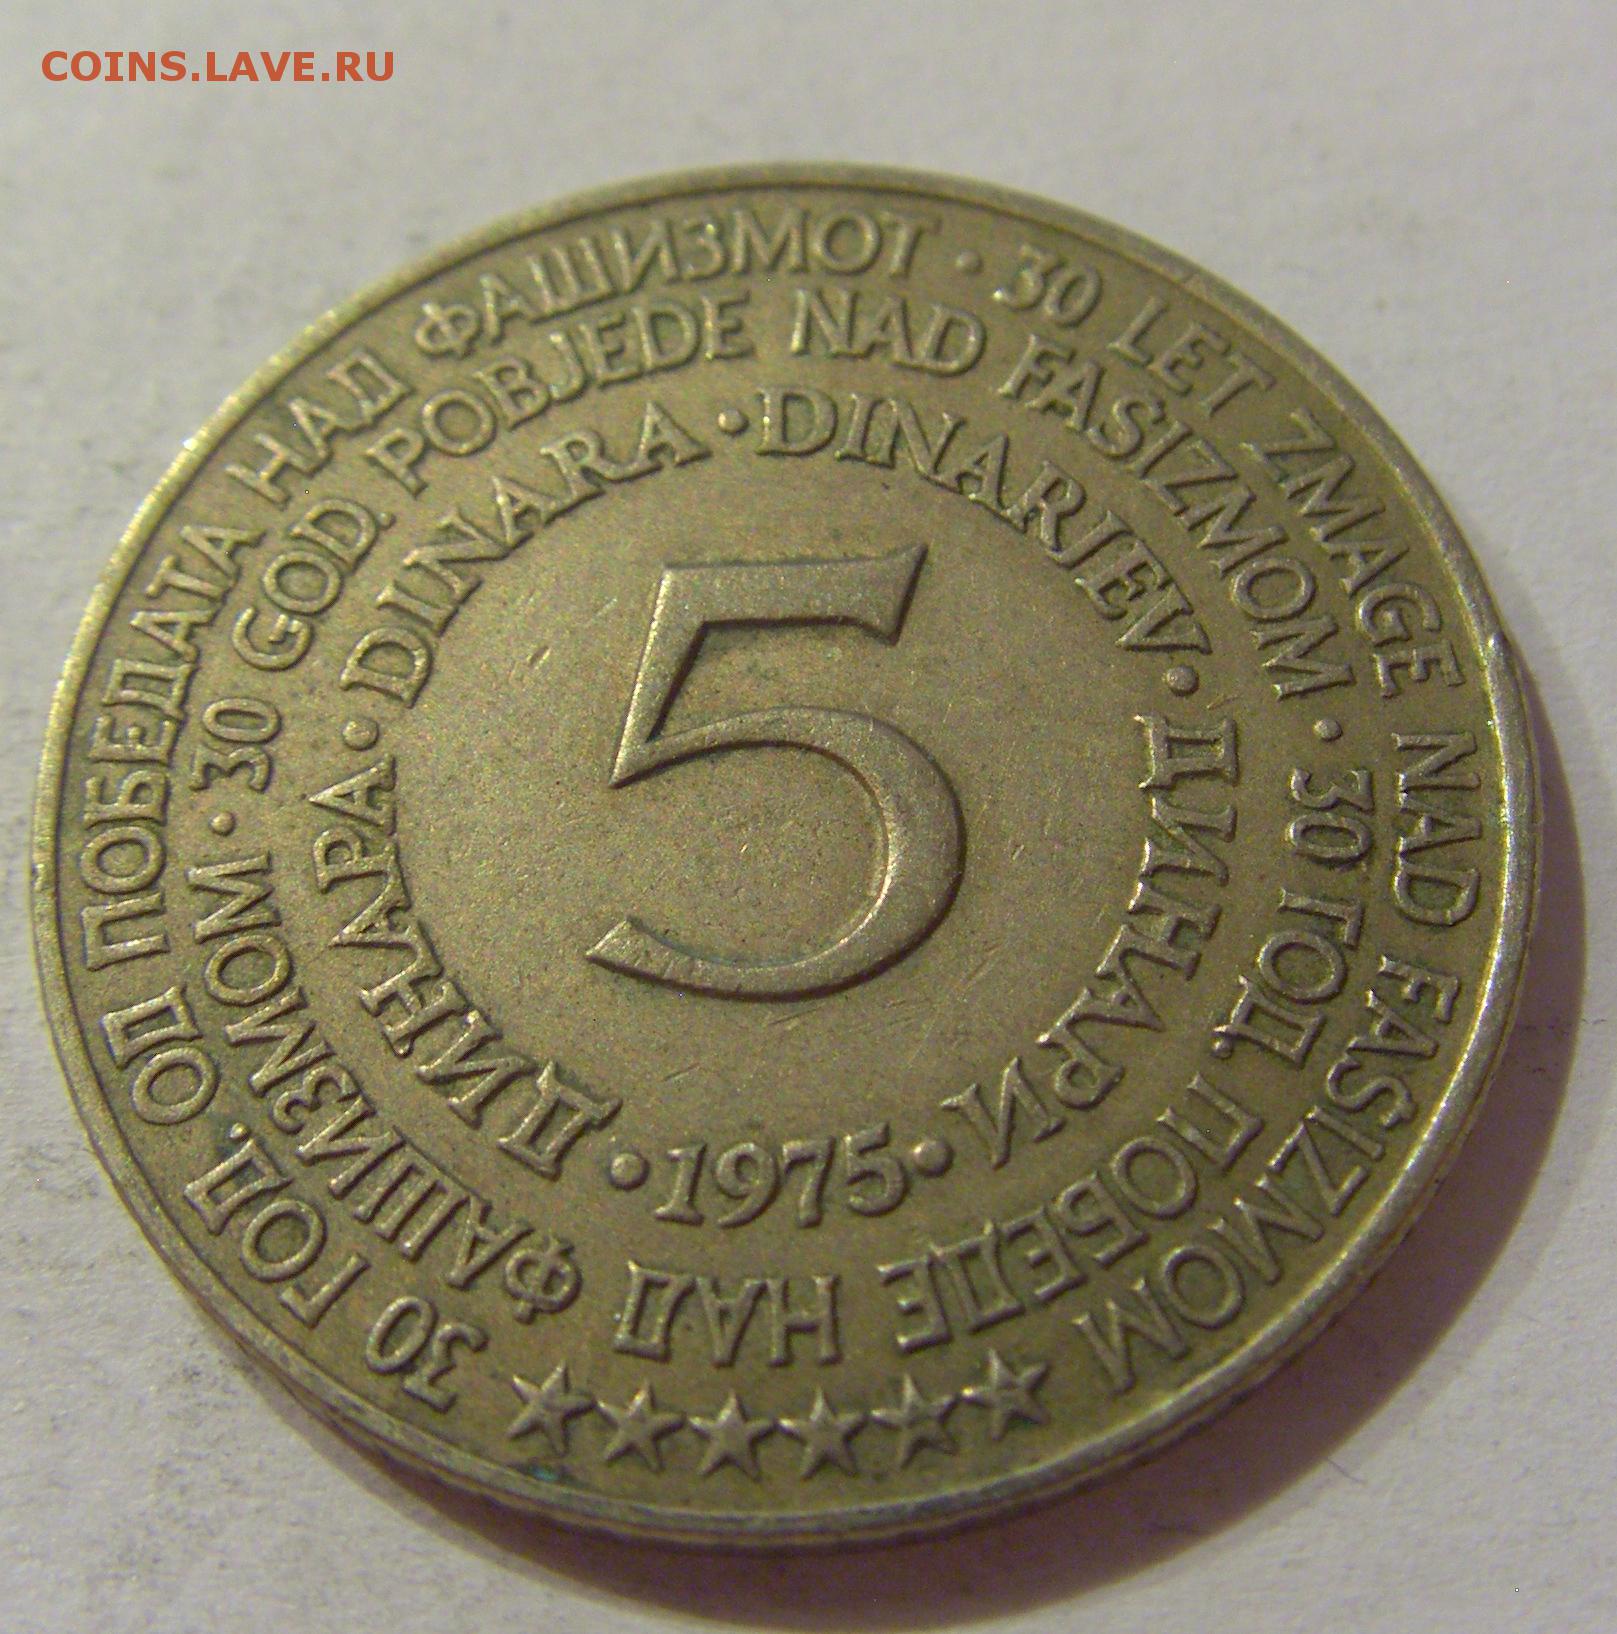 COINS.LAVE.RU
30 ГОД. ОД ПОБЕДАТА НАД ФАШИЗМОТ · 30 LET ZMAGE NAD FAŠIZMOM
30 GOD. POBJEDE NAD FAŠIZMOM · 30 ГОД. ПОБЕДЕ НАД ФАШИЗМОМ ·
ДИНАРА · DINARA · DINARJEV · ДИНАРИ
· 1975 ·
5